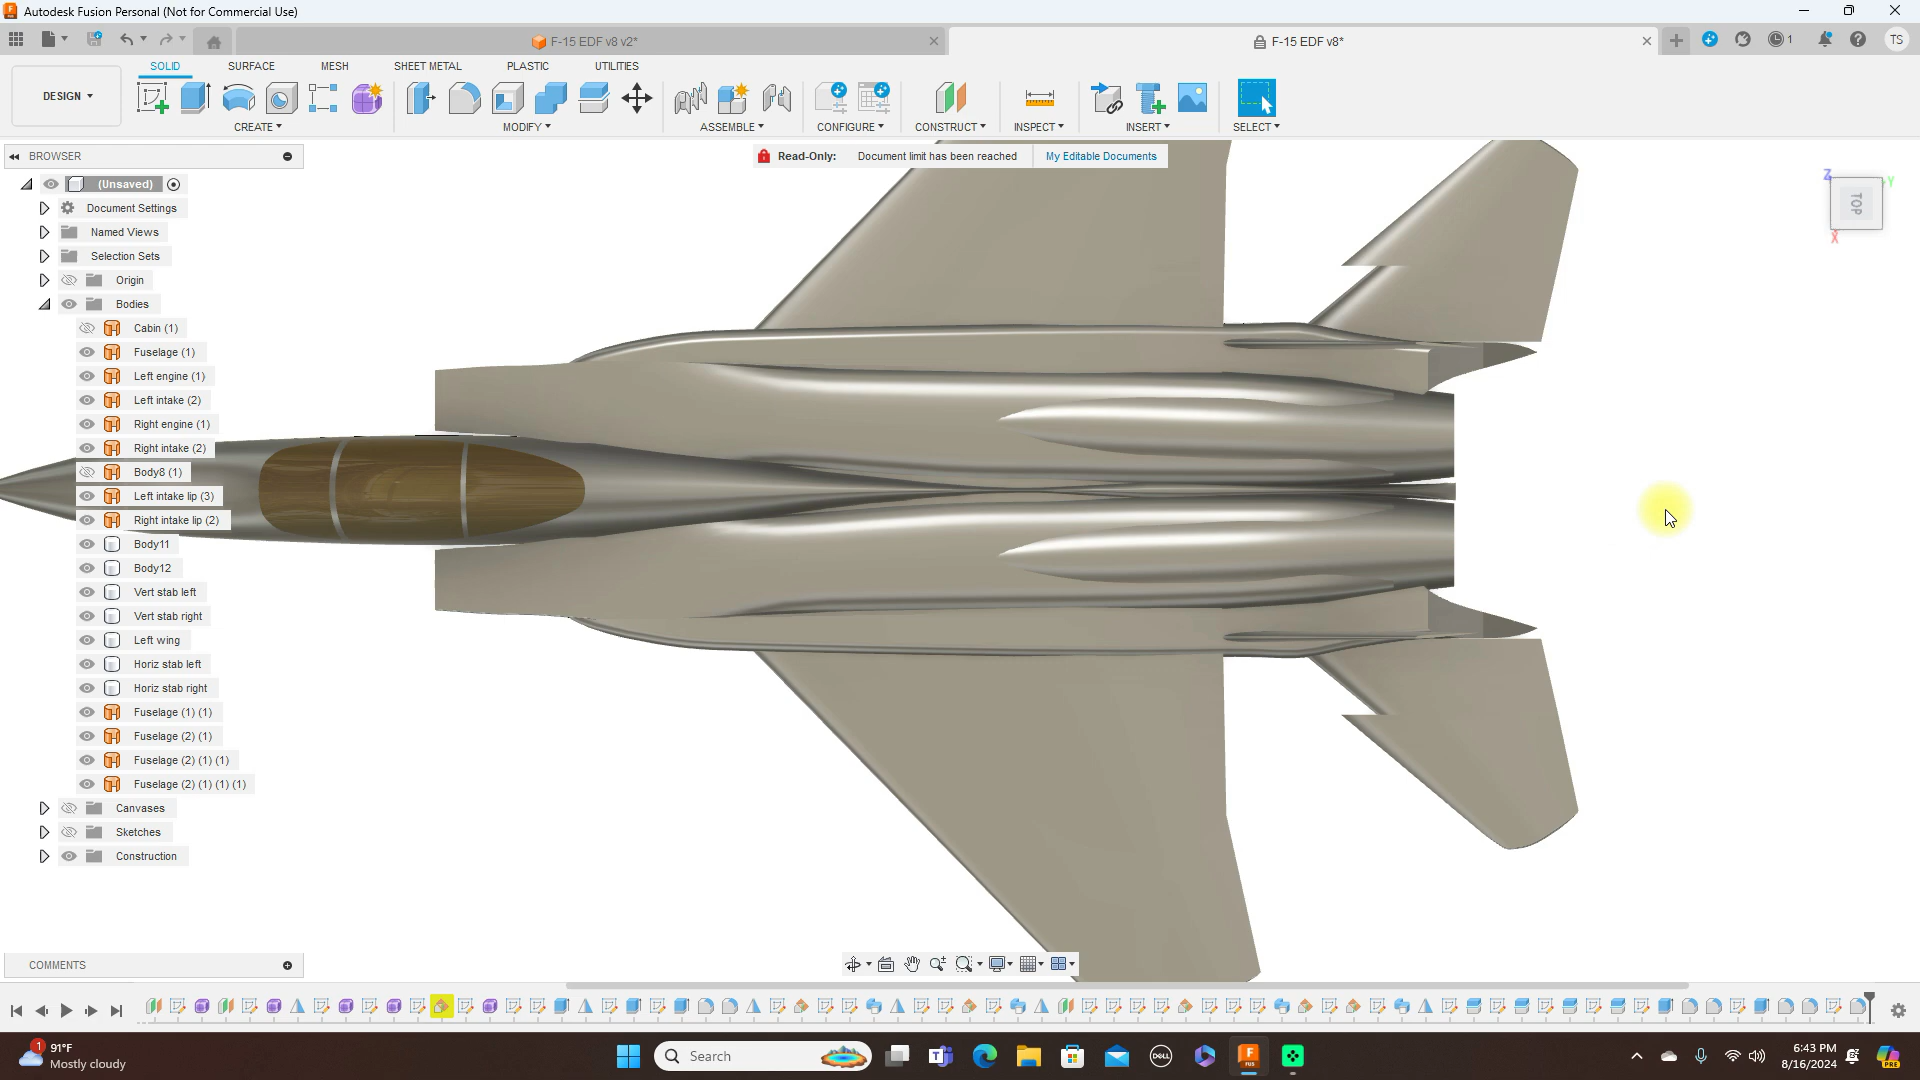 Autodesk Fusion Personal (Not for Commercial Use)
F-15 EDF v8 v2*
F-15 EDF v8*
1
TS
DESIGN
SOLID
SURFACE
MESH
SHEET METAL
PLASTIC
UTILITIES
CREATE
MODIFY
ASSEMBLE
CONFIGURE
CONSTRUCT
INSPECT
INSERT
SELECT
BROWSER
Read-Only: Document limit has been reached My Editable Documents
(Unsaved)
Document Settings
Named Views
Selection Sets
Origin
Bodies
Cabin (1)
Fuselage (1)
Left engine (1)
Left intake (2)
Right engine (1)
Right intake (2)
Body8 (1)
Left intake lip (3)
Right intake lip (2)
Body11
Body12
Vert stab left
Vert stab right
Left wing
Horiz stab left
Horiz stab right
Fuselage (1) (1)
Fuselage (2) (1)
Fuselage (2) (1) (1)
Fuselage (2) (1) (1) (1)
Canvases
Sketches
Construction
Z
Y
TOP
X
COMMENTS
1
91°F
Mostly cloudy
Search
DELL
FUS
6:43 PM
8/16/2024
PRE